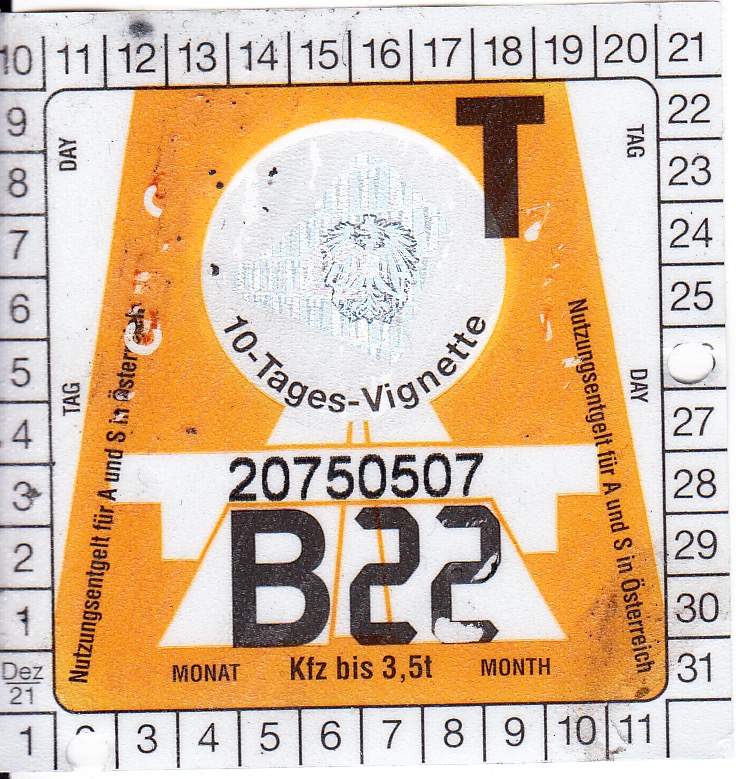 10 11 12 13 14 15 16 17 18 19 20 21
9
8
7
6
5
4
3
2
1
Dez
21
22
23
24
25
27
28
29
30
31
1 3 4 5 6 7 8 9 10 11
DAY
TAG
TAG
DAY
T
10-Tages-Vignette
Nutzungsentgelt für A und S in Österreich
Nutzungsentgelt für A und S in Österreich
20750507
B22
MONAT Kfz bis 3,5t MONTH